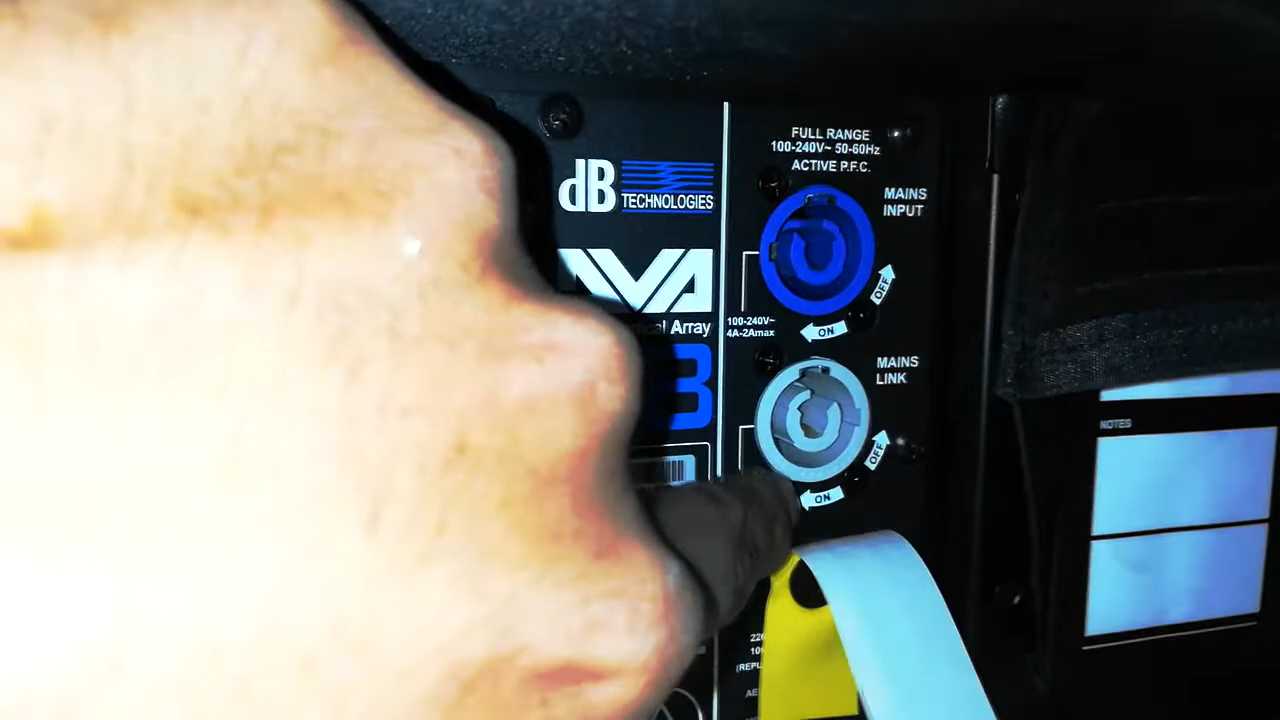 FULL RANGE
100-240V~ 50-60Hz
ACTIVE P.F.C.
dB
TECHNOLOGIES
MAINS
INPUT
OFF
ON
100-240V~
4A-2Amax
Array
3
MAINS
LINK
OFF
ON
NOTES